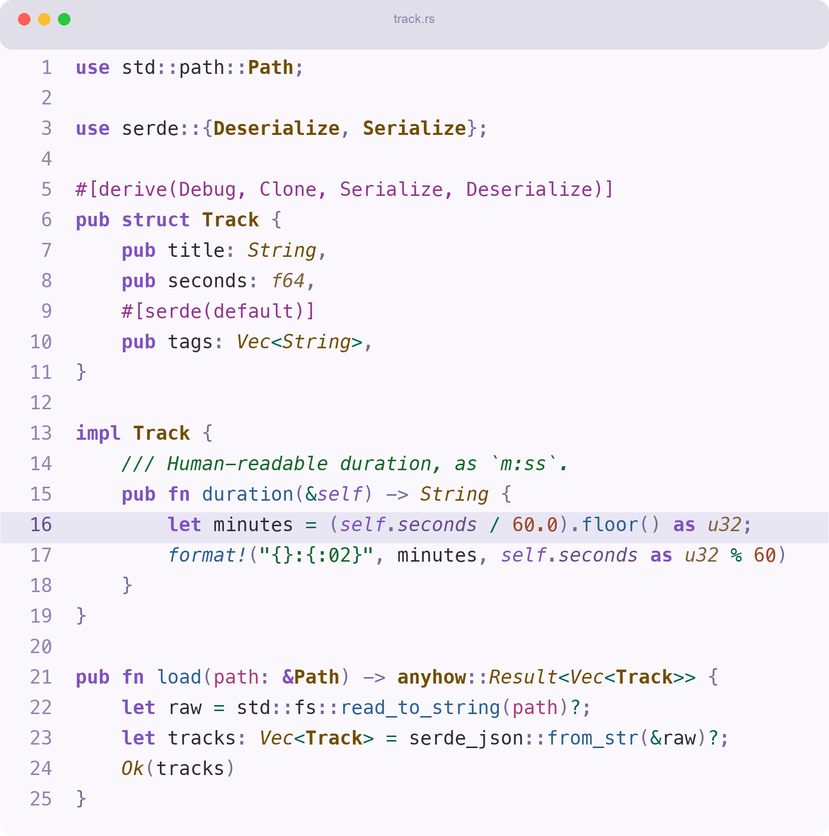 track.rs
1 use std::path::Path;
2
3 use serde::{Deserialize, Serialize};
4
5 #[derive(Debug, Clone, Serialize, Deserialize)]
6 pub struct Track {
7     pub title: String,
8     pub seconds: f64,
9     #[serde(default)]
10     pub tags: Vec<String>,
11 }
12
13 impl Track {
14     /// Human-readable duration, as `m:ss`.
15     pub fn duration(&self) -> String {
16         let minutes = (self.seconds / 60.0).floor() as u32;
17         format!("{}:{:02}", minutes, self.seconds as u32 % 60)
18     }
19 }
20
21 pub fn load(path: &Path) -> anyhow::Result<Vec<Track>> {
22     let raw = std::fs::read_to_string(path)?;
23     let tracks: Vec<Track> = serde_json::from_str(&raw)?;
24     Ok(tracks)
25 }